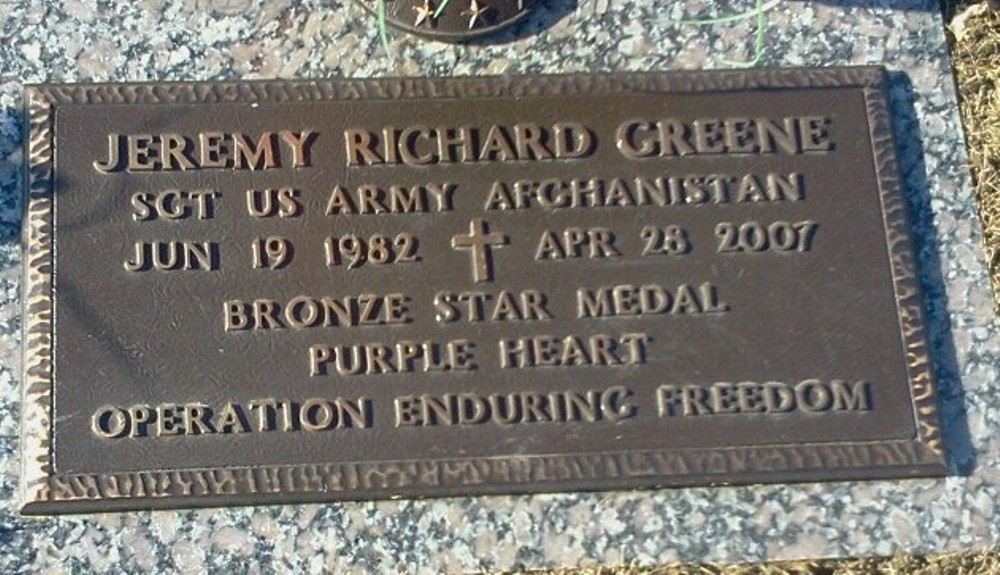 JEREMY RICHARD GREENE
SGT US ARMY AFGHANISTAN
JUN 19 1982 APR 28 2007
BRONZE STAR MEDAL
PURPLE HEART
OPERATION ENDURING FREEDOM